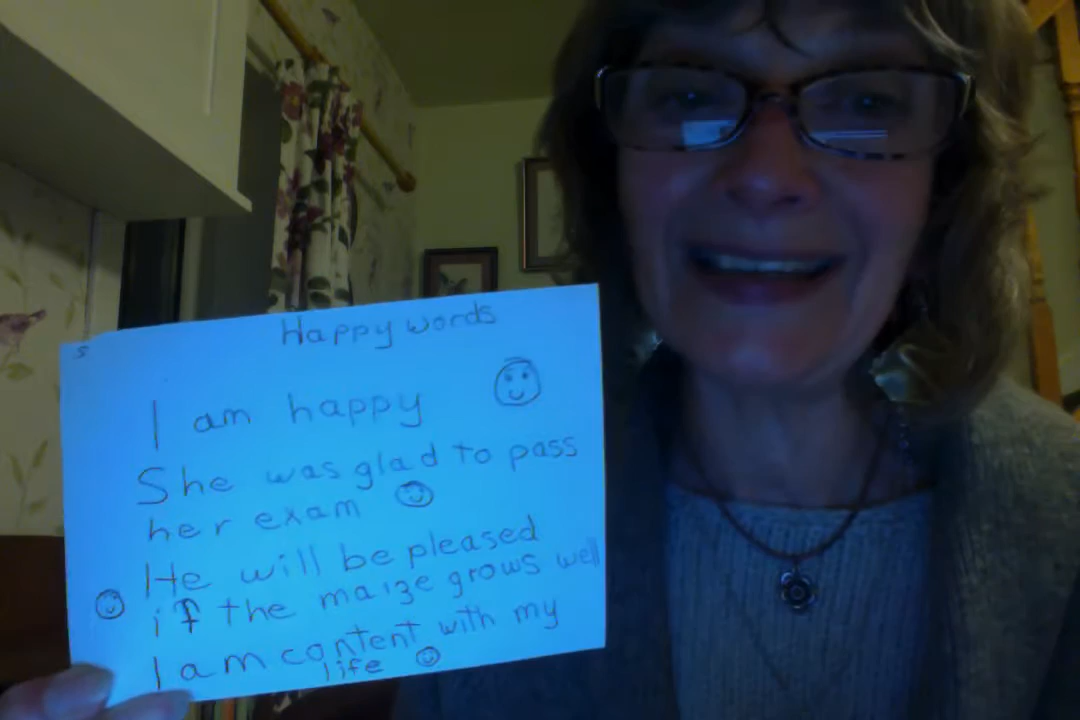 5
Happy words
I am happy
She was glad to pass
her exam
He will be pleased
if the maize grows well
I am content with my
life